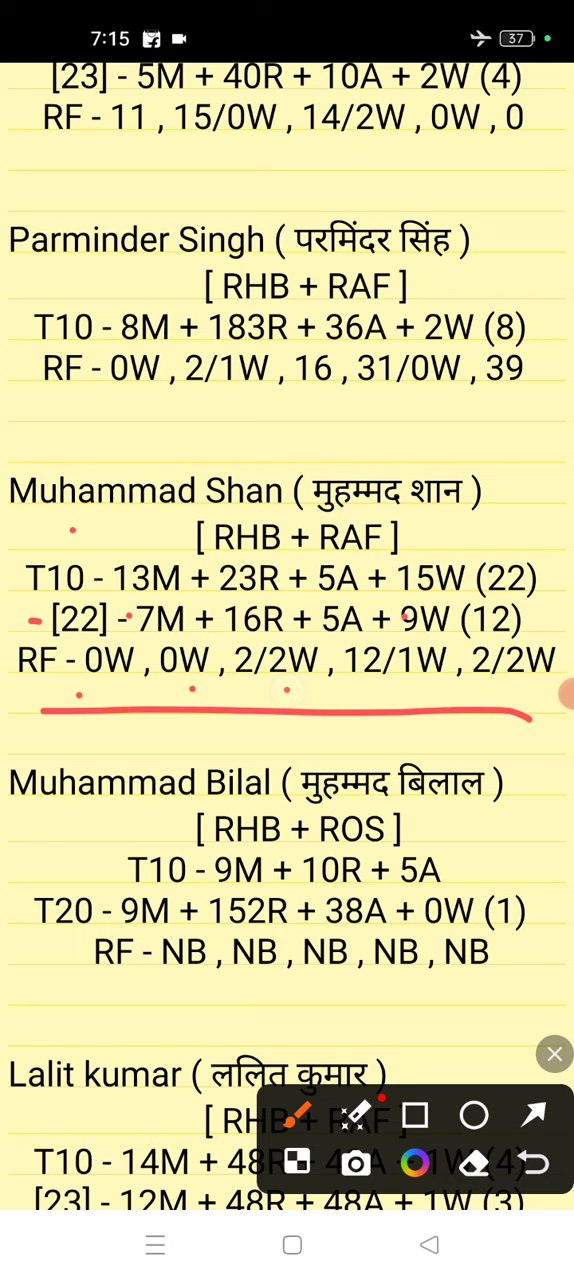 7:15
37
[23] - 5M + 40R + 10A + 2W (4)
RF - 11 , 15/0W , 14/2W , 0W , 0
Parminder Singh ( परमिंदर सिंह )
[ RHB + RAF ]
T10 - 8M + 183R + 36A + 2W (8)
RF - 0W , 2/1W , 16 , 31/0W , 39
Muhammad Shan ( मुहम्मद शान )
[ RHB + RAF ]
T10 - 13M + 23R + 5A + 15W (22)
[22] - 7M + 16R + 5A + 9W (12)
RF - 0W , 0W , 2/2W , 12/1W , 2/2W
Muhammad Bilal ( मुहम्मद बिलाल )
[ RHB + ROS ]
T10 - 9M + 10R + 5A
T20 - 9M + 152R + 38A + 0W (1)
RF - NB , NB , NB , NB , NB
Lalit kumar ( ललित कुमार )
[ RHB + RAF ]
T10 - 14M + 48R + 1W (4)
[23] - 12M + 48R + 48A + 1W (3)